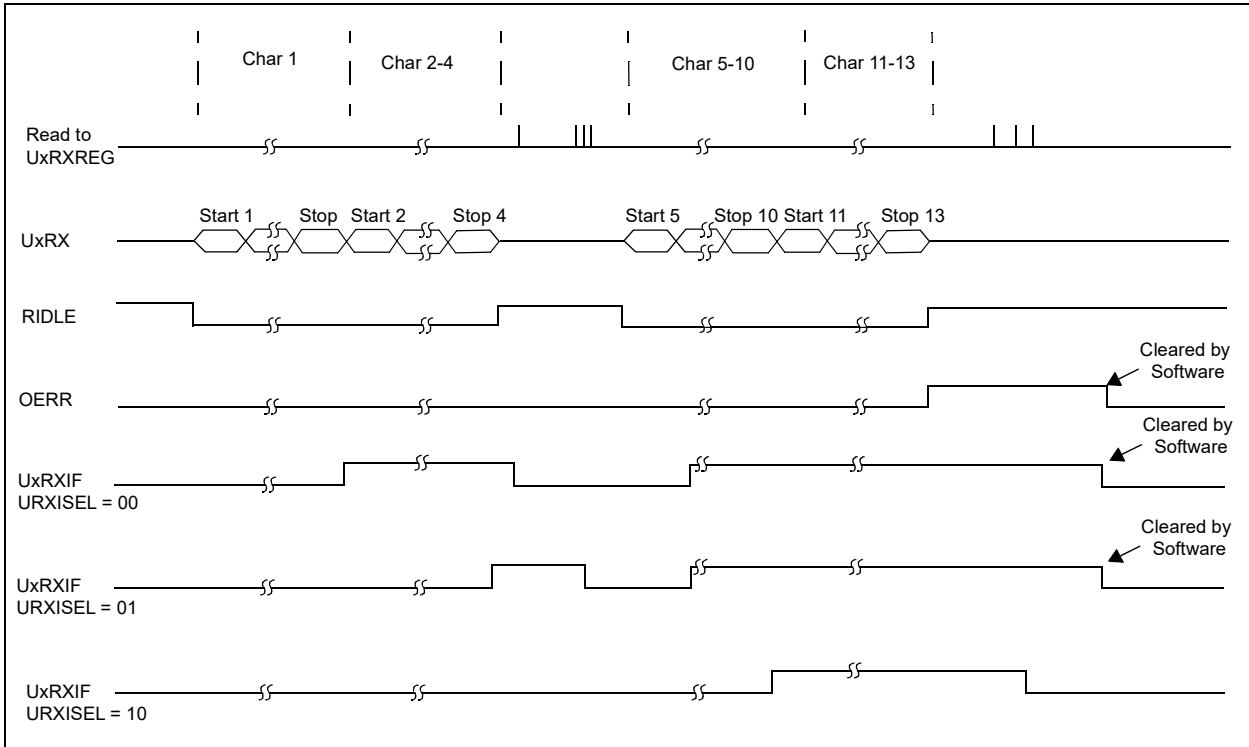 Char 1
Char 2-4
Char 5-10
Char 11-13
Read to
UxRXREG
Start 1
Stop
Start 2
Stop 4
Start 5
Stop 10
Start 11
Stop 13
UxRX
RIDLE
Cleared by
Software
OERR
Cleared by
Software
UxRXIF
URXISEL = 00
Cleared by
Software
UxRXIF
URXISEL = 01
UxRXIF
URXISEL = 10